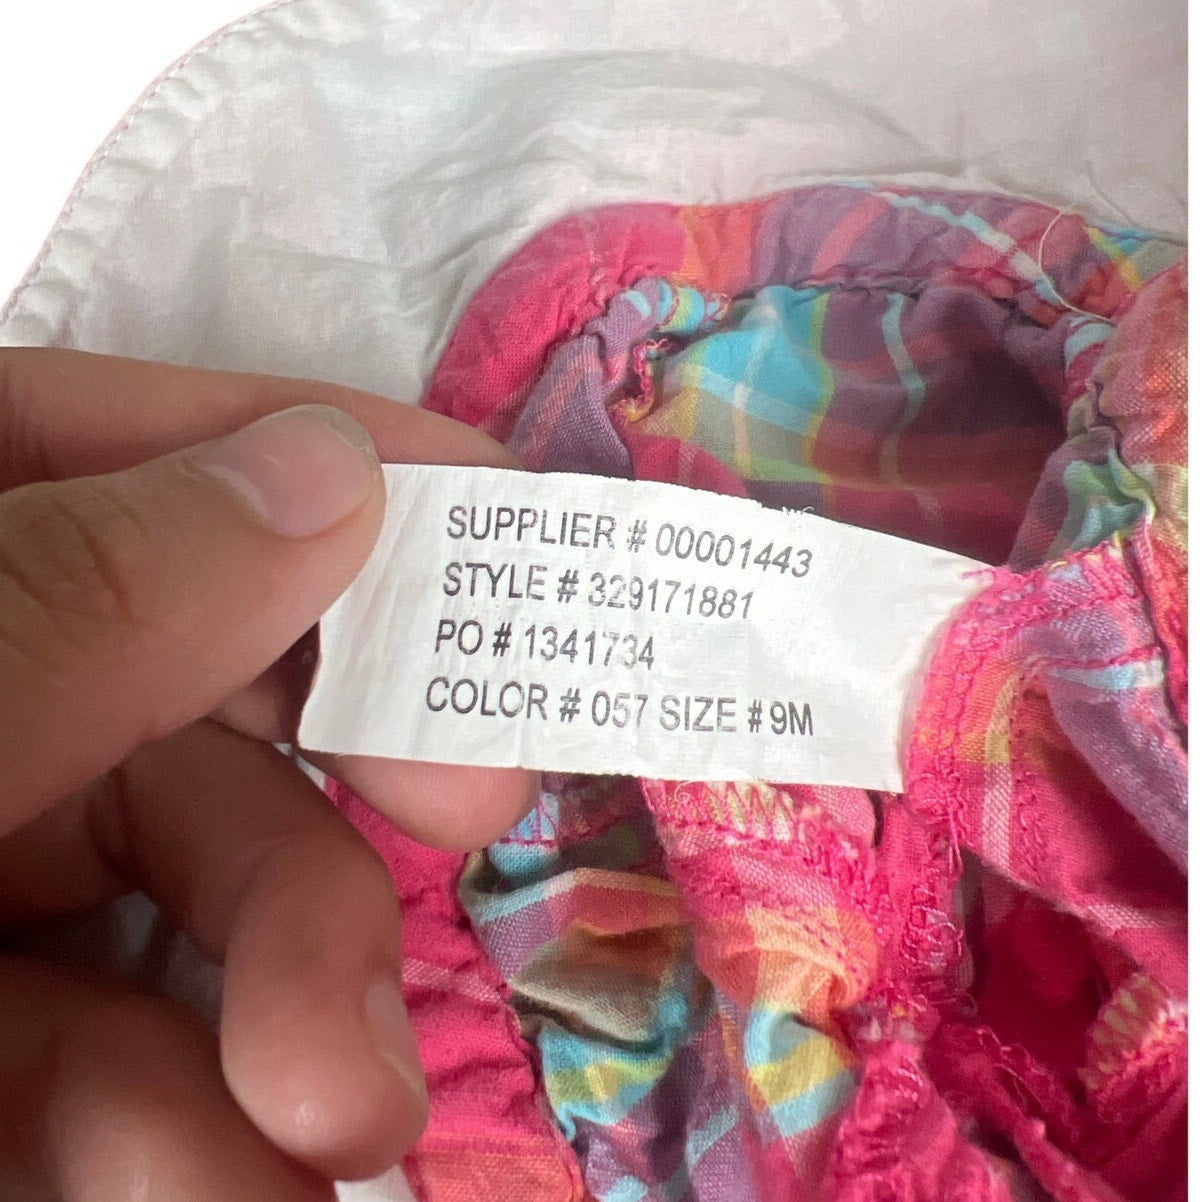 SUPPLIER # 00001443
STYLE # 329171881
PO # 1341734
COLOR # 057 SIZE # 9M